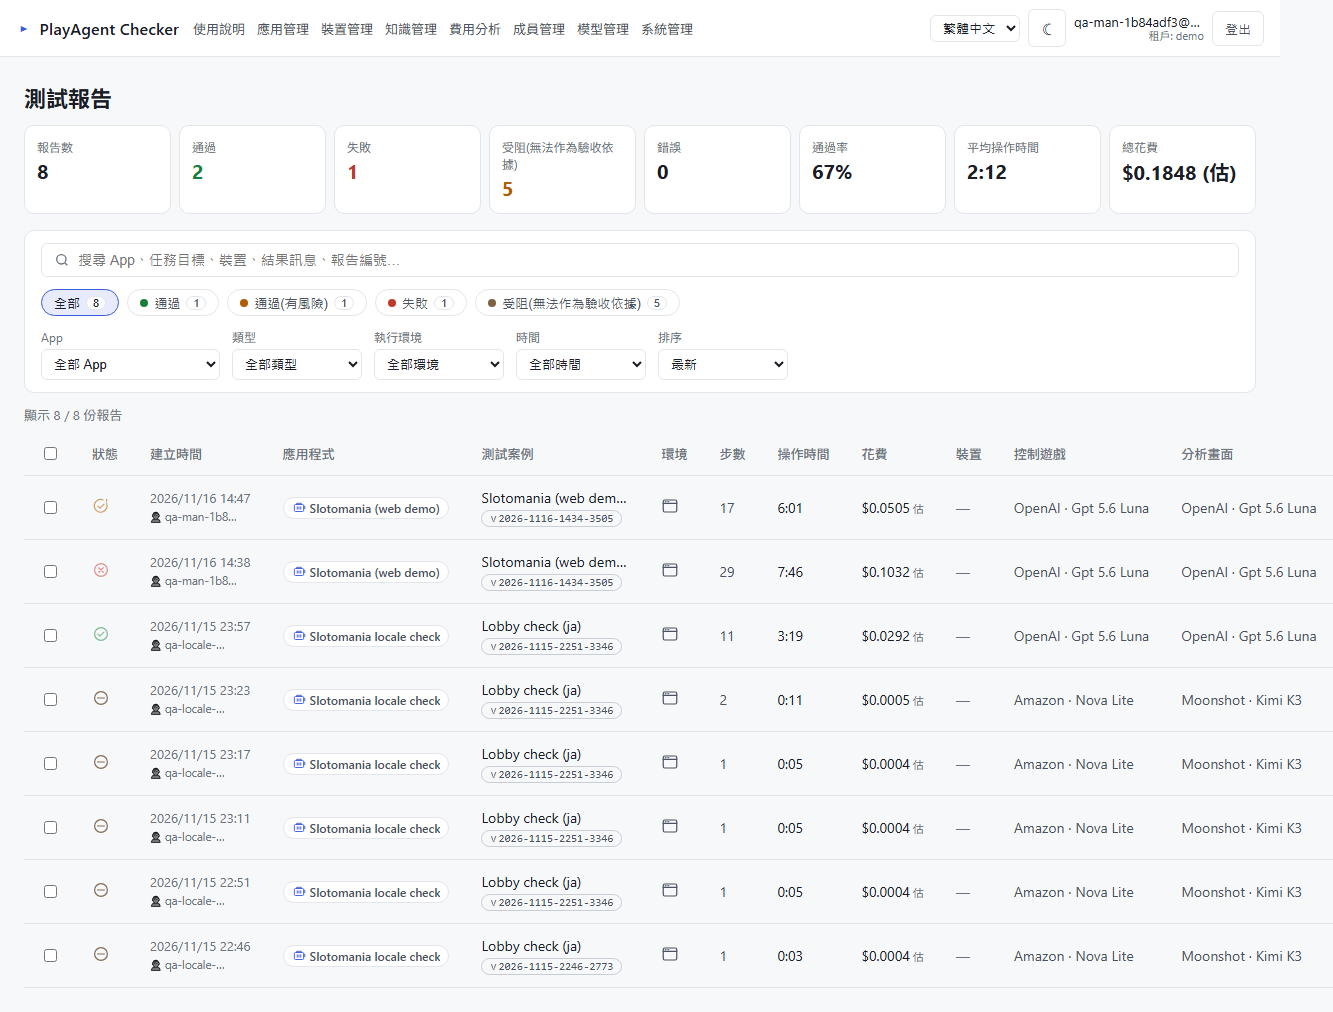 PlayAgent Checker 使用說明 應用管理 裝置管理 知識管理 費用分析 成員管理 模型管理 系統管理 繁體中文 qa-man-1b84adf3@... 登出
租戶: demo
測試報告
報告數 通過 失敗 受阻(無法作為驗收依據) 錯誤 通過率 平均操作時間 總花費
8 2 1 5 0 67% 2:12 $0.1848 (估)
搜尋 App、任務目標、裝置、結果訊息、報告編號...
全部 8 通過 1 通過(有風險) 1 失敗 1 受阻(無法作為驗收依據) 5
App 類型 執行環境 時間 排序
全部 App 全部類型 全部環境 全部時間 最新
顯示 8 / 8 份報告
狀態 建立時間 應用程式 測試案例 環境 步數 操作時間 花費 裝置 控制遊戲 分析畫面
2026/11/16 14:47 Slotomania (web demo) Slotomania (web dem... 17 6:01 $0.0505 估 — OpenAI · Gpt 5.6 Luna OpenAI · Gpt 5.6 Luna
qa-man-1b8... v 2026-1116-1434-3505
2026/11/16 14:38 Slotomania (web demo) Slotomania (web dem... 29 7:46 $0.1032 估 — OpenAI · Gpt 5.6 Luna OpenAI · Gpt 5.6 Luna
qa-man-1b8... v 2026-1116-1434-3505
2026/11/15 23:57 Slotomania locale check Lobby check (ja) 11 3:19 $0.0292 估 — OpenAI · Gpt 5.6 Luna OpenAI · Gpt 5.6 Luna
qa-locale-... v 2026-1115-2251-3346
2026/11/15 23:23 Slotomania locale check Lobby check (ja) 2 0:11 $0.0005 估 — Amazon · Nova Lite Moonshot · Kimi K3
qa-locale-... v 2026-1115-2251-3346
2026/11/15 23:17 Slotomania locale check Lobby check (ja) 1 0:05 $0.0004 估 — Amazon · Nova Lite Moonshot · Kimi K3
qa-locale-... v 2026-1115-2251-3346
2026/11/15 23:11 Slotomania locale check Lobby check (ja) 1 0:05 $0.0004 估 — Amazon · Nova Lite Moonshot · Kimi K3
qa-locale-... v 2026-1115-2251-3346
2026/11/15 22:51 Slotomania locale check Lobby check (ja) 1 0:05 $0.0004 估 — Amazon · Nova Lite Moonshot · Kimi K3
qa-locale-... v 2026-1115-2251-3346
2026/11/15 22:46 Slotomania locale check Lobby check (ja) 1 0:03 $0.0004 估 — Amazon · Nova Lite Moonshot · Kimi K3
qa-locale-... v 2026-1115-2246-2773